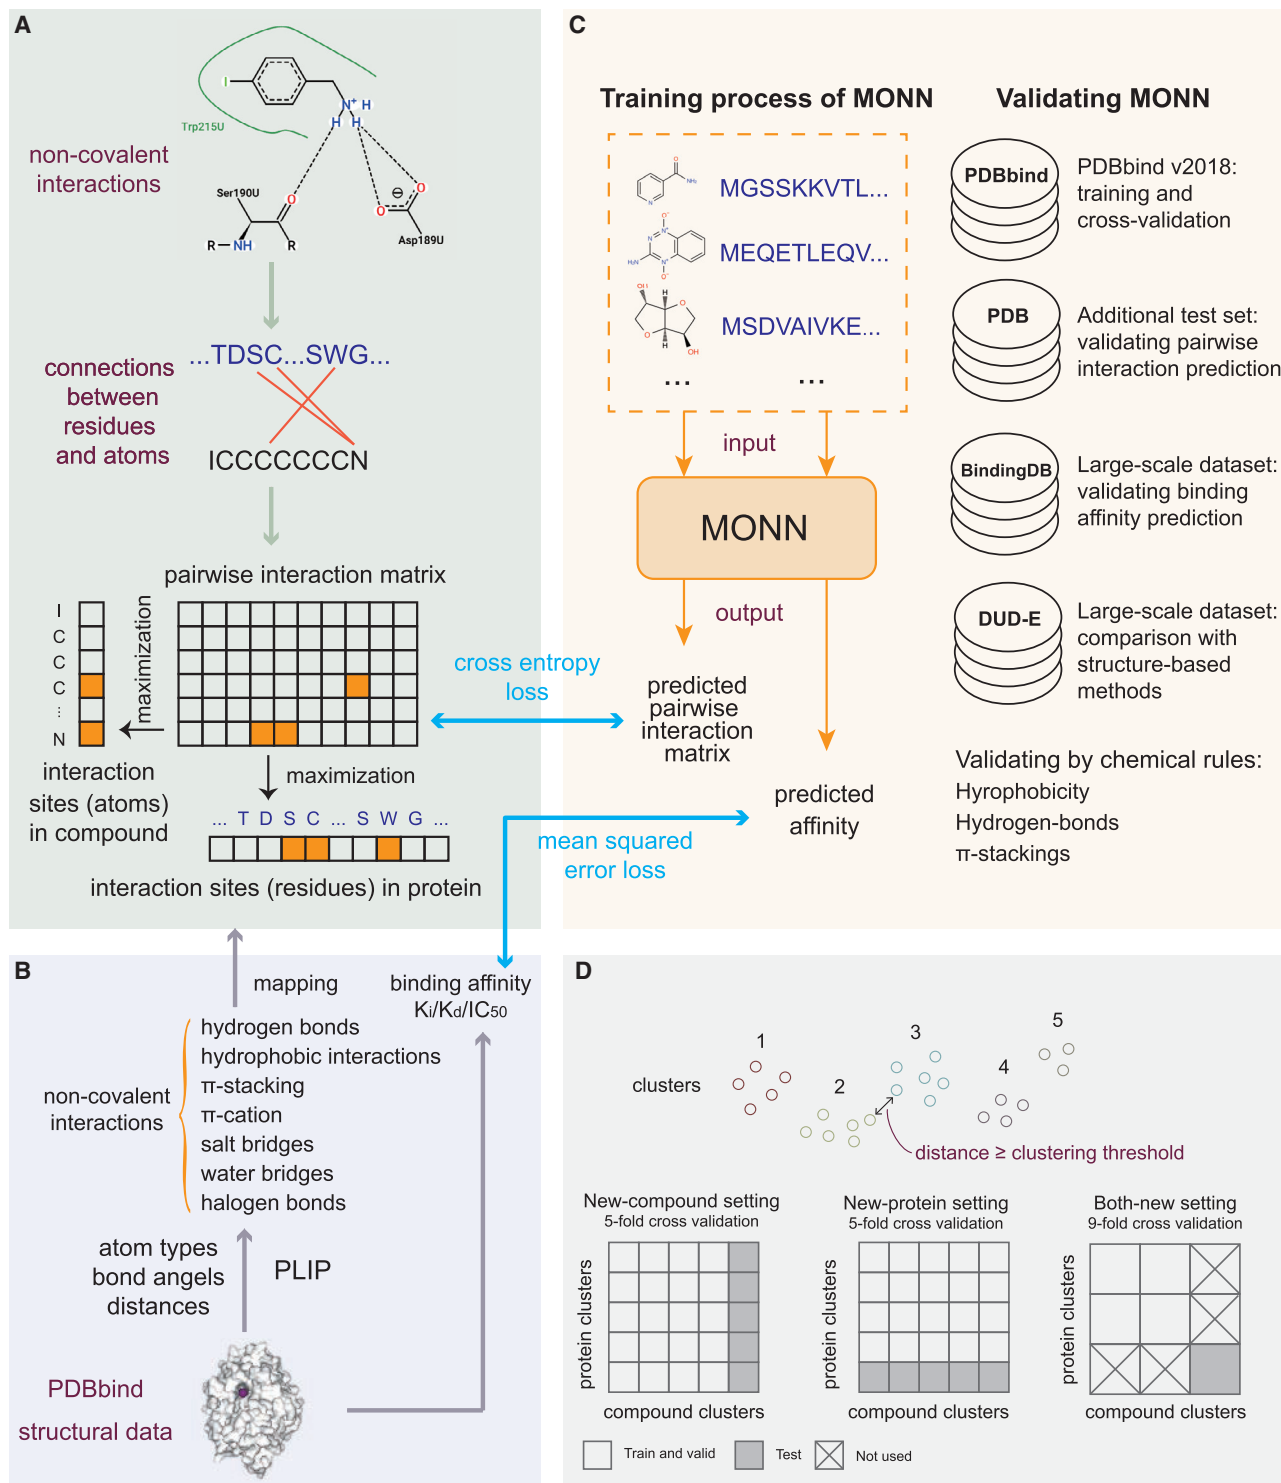 A
I
N+ H
H H
Trp215U
non-covalent
interactions
Ser190U
O
⊖
O
O
R NH R
Asp189U
...TDSC...SWG...
connections
between
residues
and atoms
ICCCCCCCN
pairwise interaction matrix
I
C
C
C
...
N
maximization
maximization
interaction
sites (atoms)
in compound
... T D S C ... S W G ...
interaction sites (residues) in protein
cross entropy
loss
mean squared
error loss
B
mapping
binding affinity
Ki/Kd/IC50
non-covalent
interactions
hydrogen bonds
hydrophobic interactions
π-stacking
π-cation
salt bridges
water bridges
halogen bonds
atom types
bond angels
distances
PLIP
PDBbind
structural data
C
Training process of MONN
O
NH2
N
MGSSKKVTL...
O-
N+
N
H2N
N+
O-
MEQETLEQV...
OH
H
O
O
H
OH
MSDVAIVKE...
... ...
input
MONN
output
predicted
pairwise
interaction
matrix
predicted
affinity
Validating MONN
PDBbind
PDBbind v2018:
training and
cross-validation
PDB
Additional test set:
validating pairwise
interaction prediction
BindingDB
Large-scale dataset:
validating binding
affinity prediction
DUD-E
Large-scale dataset:
comparison with
structure-based
methods
Validating by chemical rules:
Hyrophobicity
Hydrogen-bonds
π-stackings
D
clusters
1
2
3
4
5
distance ≥ clustering threshold
New-compound setting
5-fold cross validation
protein clusters
compound clusters
New-protein setting
5-fold cross validation
protein clusters
compound clusters
Both-new setting
9-fold cross validation
protein clusters
compound clusters
Train and valid
Test
Not used